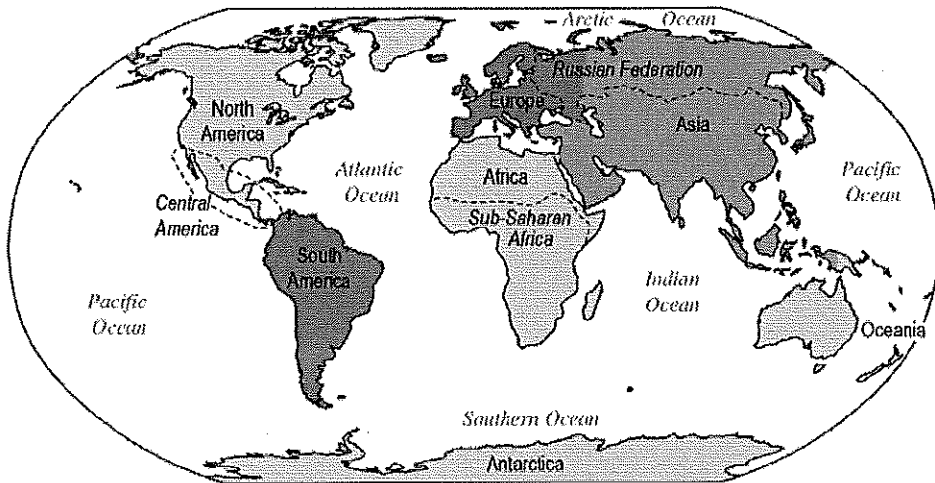 Arctic Ocean
Russian Federation
Europe
North
America
Asia
Atlantic
Ocean
Pacific
Ocean
Africa
Central
America
Sub-Saharan
Africa
South
America
Indian
Ocean
Pacific
Ocean
Oceania
Southern Ocean
Antarctica